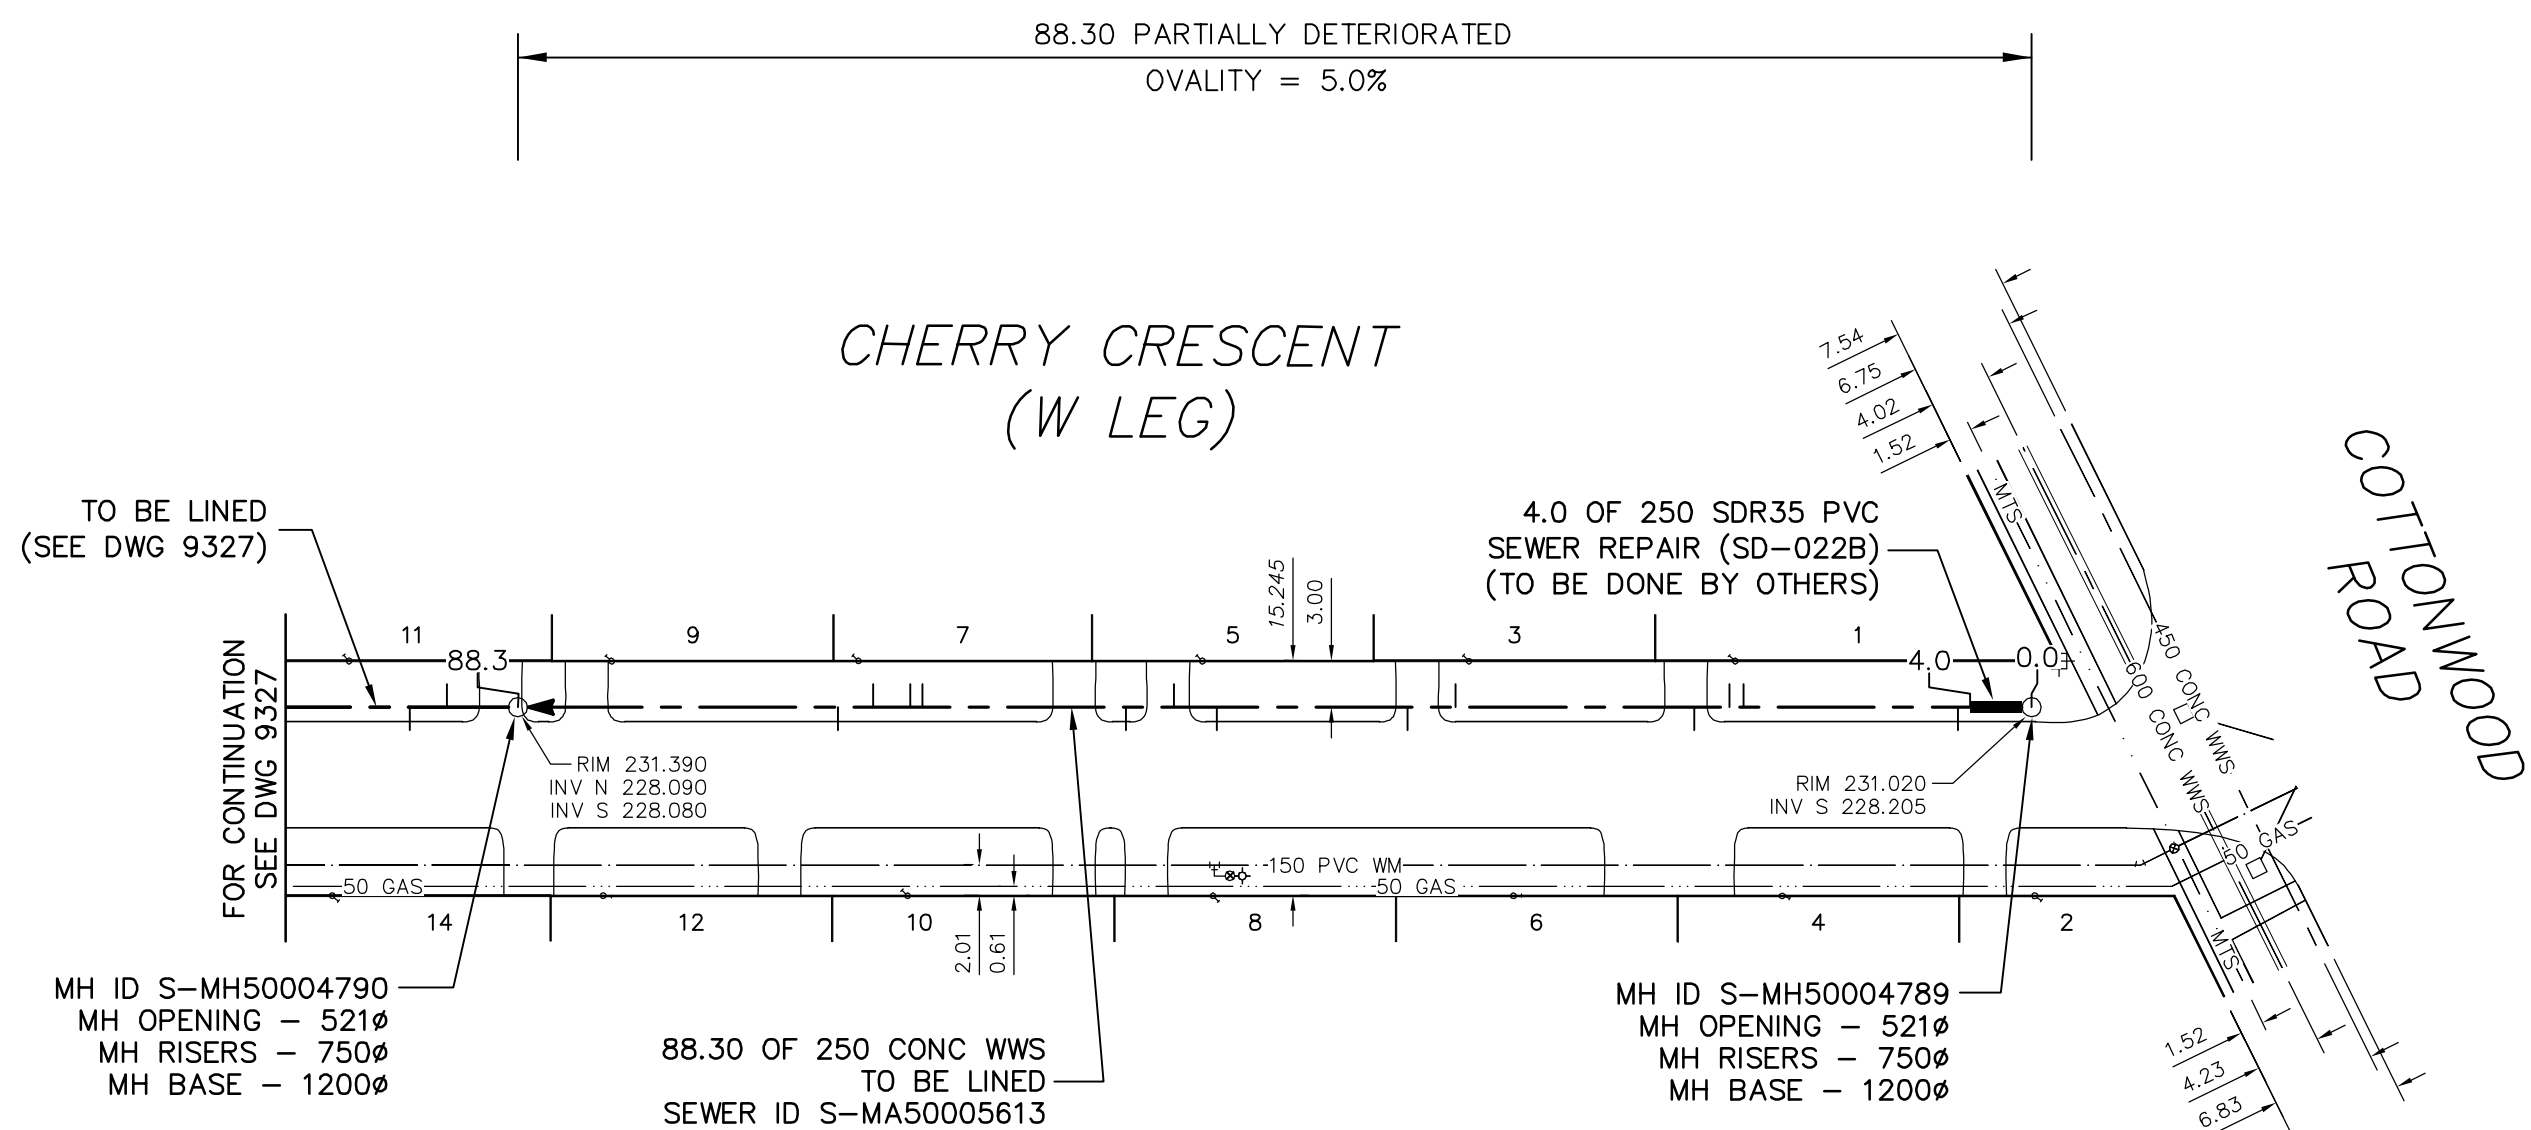 88.30 PARTIALLY DETERIORATED
OVALITY = 5.0%
CHERRY CRESCENT
(W LEG)
7.54
6.75
4.02
1.52
COTTONWOOD
ROAD
TO BE LINED
(SEE DWG 9327)
4.0 OF 250 SDR35 PVC
SEWER REPAIR (SD-022B)
(TO BE DONE BY OTHERS)
MTS
15.245
3.00
11
9
7
5
3
1
88.3
4.0
0.0
450 CONC WWS
600 CONC WWS
FOR CONTINUATION
SEE DWG 9327
RIM 231.390
INV N 228.090
INV S 228.080
RIM 231.020
INV S 228.205
150 PVC WM
50 GAS
50 GAS
50 GAS
14
12
10
8
6
4
2
2.01
0.61
MTS
MH ID S-MH50004790
MH OPENING - 521ø
MH RISERS - 750ø
MH BASE - 1200ø
88.30 OF 250 CONC WWS
TO BE LINED
SEWER ID S-MA50005613
MH ID S-MH50004789
MH OPENING - 521ø
MH RISERS - 750ø
MH BASE - 1200ø
1.52
4.23
6.83